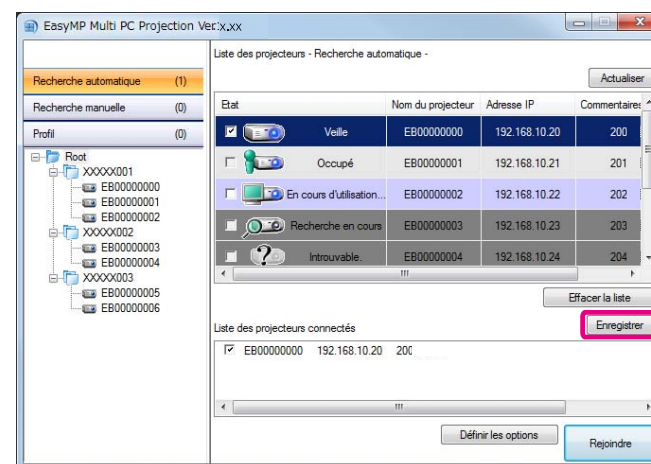 EasyMP Multi PC Projection Ver.x.xx
Liste des projecteurs - Recherche automatique -
Recherche automatique (1)
Recherche manuelle (0)
Profil (0)
Actualiser
Etat Nom du projecteur Adresse IP Commentaires
Veille EB00000000 192.168.10.20 200
Occupé EB00000001 192.168.10.21 201
En cours d'utilisation... EB00000002 192.168.10.22 202
Recherche en cours EB00000003 192.168.10.23 203
Introuvable. EB00000004 192.168.10.24 204
Root
XXXXX001
EB00000000
EB00000001
EB00000002
XXXXX002
EB00000003
EB00000004
XXXXX003
EB00000005
EB00000006
Effacer la liste
Liste des projecteurs connectés
Enregistrer
EB00000000 192.168.10.20 200
Définir les options
Rejoindre